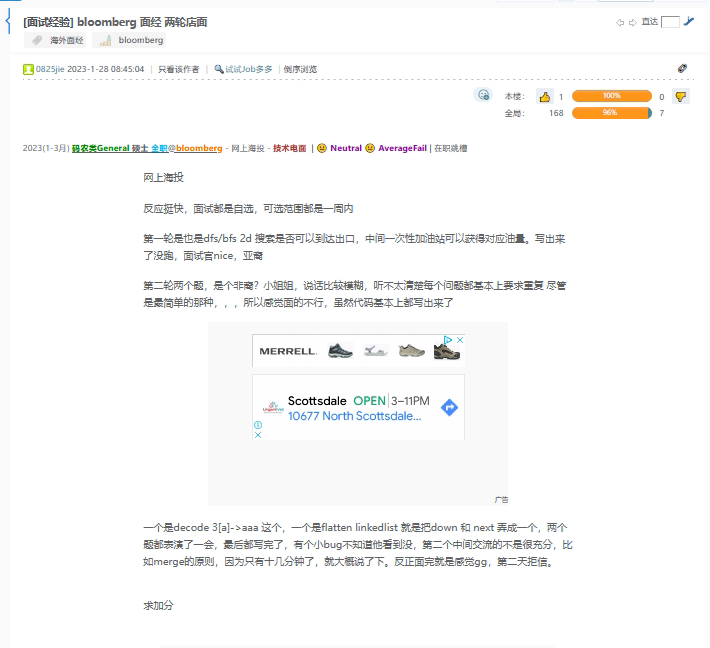 [面试经验] bloomberg 面经 两轮店面
直达
海外面经 bloomberg
0825jie 2023-1-28 08:45:04 | 只看该作者 | 试试Job多多 | 倒序浏览
本楼: 1 100% 0
全局: 168 96% 7
2023(1-3月) 码农类General 硕士 全职@bloomberg - 网上海投 - 技术电面 | Neutral AverageFail | 在职跳槽
网上海投
反应挺快，面试都是自选，可选范围都是一周内
第一轮是也是dfs/bfs 2d 搜索是否可以到达出口，中间一次性加油站可以获得对应油量。写出来
了没跑，面试官nice，亚裔
第二轮两个题，是个非裔？小姐姐，说话比较模糊，听不太清楚每个问题都基本上要求重复 尽管
是最简单的那种，，，所以感觉面的不行，虽然代码基本上都写出来了
MERRELL
Scottsdale OPEN 3–11PM
10677 North Scottsdale...
广告
一个是decode 3[a]->aaa 这个，一个是flatten linkedlist 就是把down 和 next 弄成一个，两个
题都表演了一会，最后都写完了，有个小bug不知道他看到没，第二个中间交流的不是很充分，比
如merge的原则，因为只有十几分钟了，就大概说了下。反正面完就是感觉gg，第二天拒信。
求加分